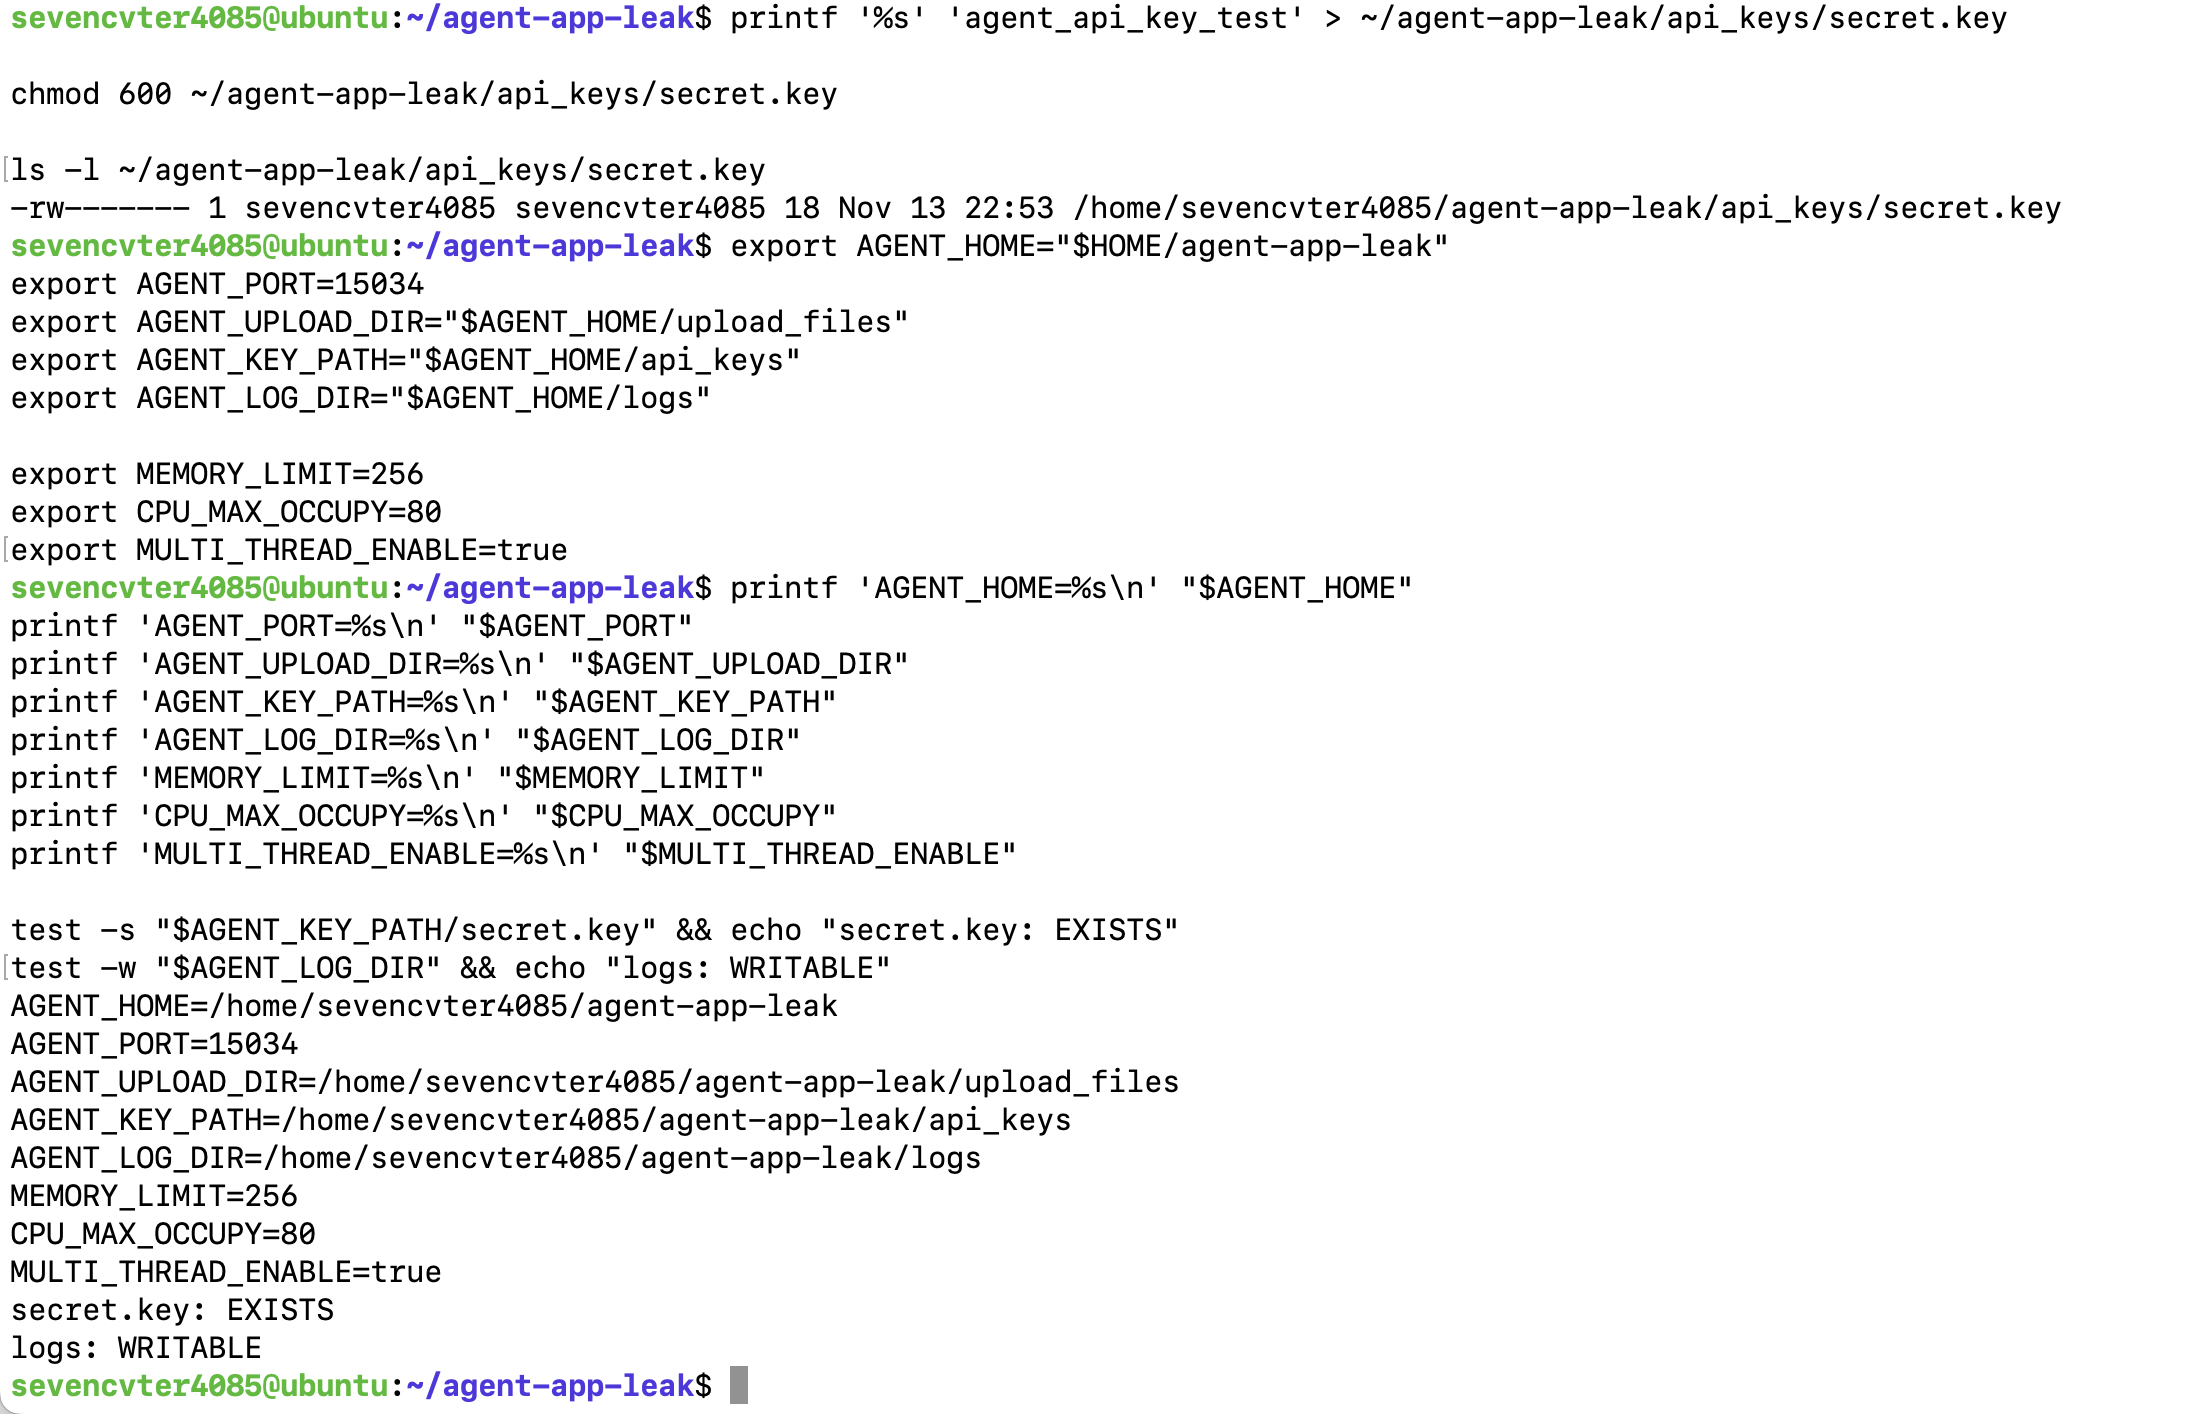 sevencvter4085@ubuntu:~/agent-app-leak$ printf '%s' 'agent_api_key_test' > ~/agent-app-leak/api_keys/secret.key
chmod 600 ~/agent-app-leak/api_keys/secret.key
ls -l ~/agent-app-leak/api_keys/secret.key
-rw------- 1 sevencvter4085 sevencvter4085 18 Nov 13 22:53 /home/sevencvter4085/agent-app-leak/api_keys/secret.key
sevencvter4085@ubuntu:~/agent-app-leak$ export AGENT_HOME="$HOME/agent-app-leak"
export AGENT_PORT=15034
export AGENT_UPLOAD_DIR="$AGENT_HOME/upload_files"
export AGENT_KEY_PATH="$AGENT_HOME/api_keys"
export AGENT_LOG_DIR="$AGENT_HOME/logs"
export MEMORY_LIMIT=256
export CPU_MAX_OCCUPY=80
export MULTI_THREAD_ENABLE=true
sevencvter4085@ubuntu:~/agent-app-leak$ printf 'AGENT_HOME=%s\n' "$AGENT_HOME"
printf 'AGENT_PORT=%s\n' "$AGENT_PORT"
printf 'AGENT_UPLOAD_DIR=%s\n' "$AGENT_UPLOAD_DIR"
printf 'AGENT_KEY_PATH=%s\n' "$AGENT_KEY_PATH"
printf 'AGENT_LOG_DIR=%s\n' "$AGENT_LOG_DIR"
printf 'MEMORY_LIMIT=%s\n' "$MEMORY_LIMIT"
printf 'CPU_MAX_OCCUPY=%s\n' "$CPU_MAX_OCCUPY"
printf 'MULTI_THREAD_ENABLE=%s\n' "$MULTI_THREAD_ENABLE"
test -s "$AGENT_KEY_PATH/secret.key" && echo "secret.key: EXISTS"
test -w "$AGENT_LOG_DIR" && echo "logs: WRITABLE"
AGENT_HOME=/home/sevencvter4085/agent-app-leak
AGENT_PORT=15034
AGENT_UPLOAD_DIR=/home/sevencvter4085/agent-app-leak/upload_files
AGENT_KEY_PATH=/home/sevencvter4085/agent-app-leak/api_keys
AGENT_LOG_DIR=/home/sevencvter4085/agent-app-leak/logs
MEMORY_LIMIT=256
CPU_MAX_OCCUPY=80
MULTI_THREAD_ENABLE=true
secret.key: EXISTS
logs: WRITABLE
sevencvter4085@ubuntu:~/agent-app-leak$